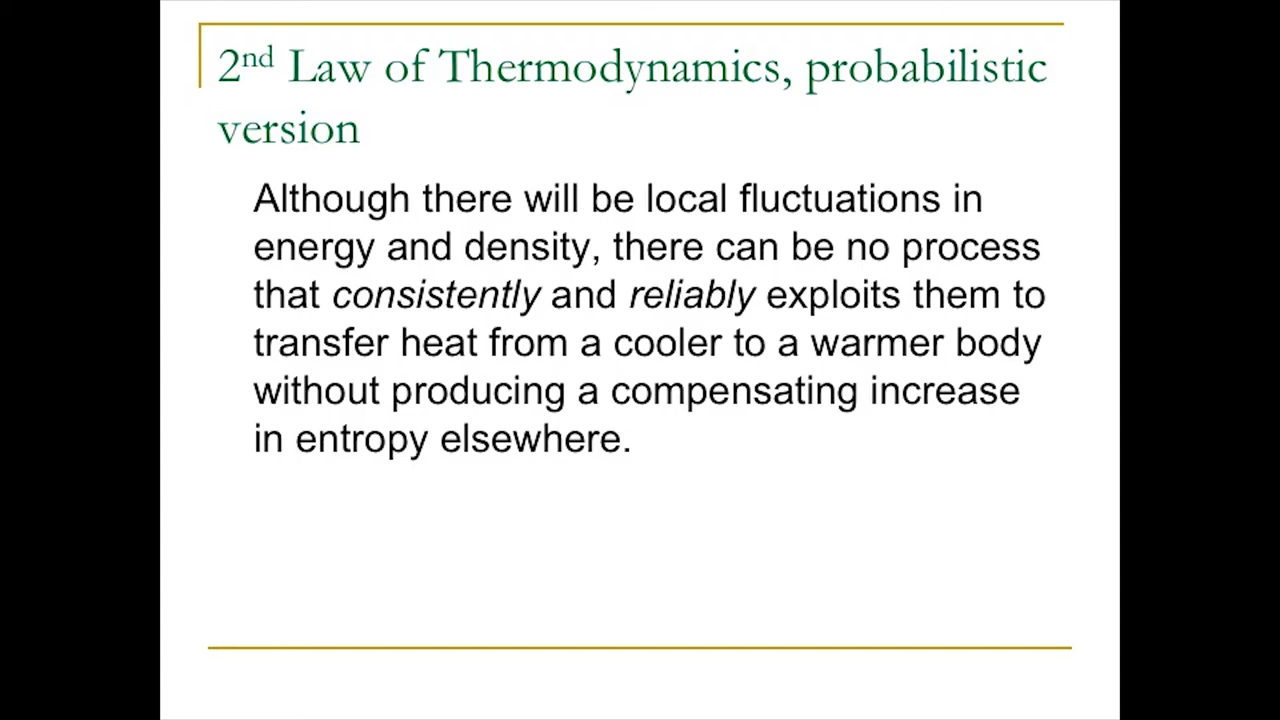 2nd Law of Thermodynamics, probabilistic
version
Although there will be local fluctuations in
energy and density, there can be no process
that consistently and reliably exploits them to
transfer heat from a cooler to a warmer body
without producing a compensating increase
in entropy elsewhere.